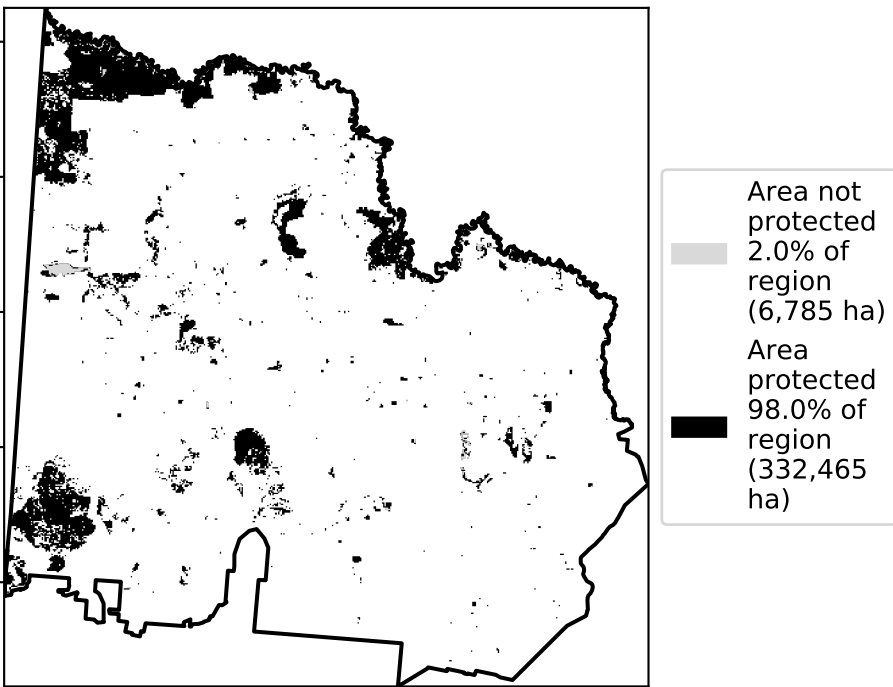 Area not
protected
2.0% of
region
(6,785 ha)
Area
protected
98.0% of
region
(332,465
ha)